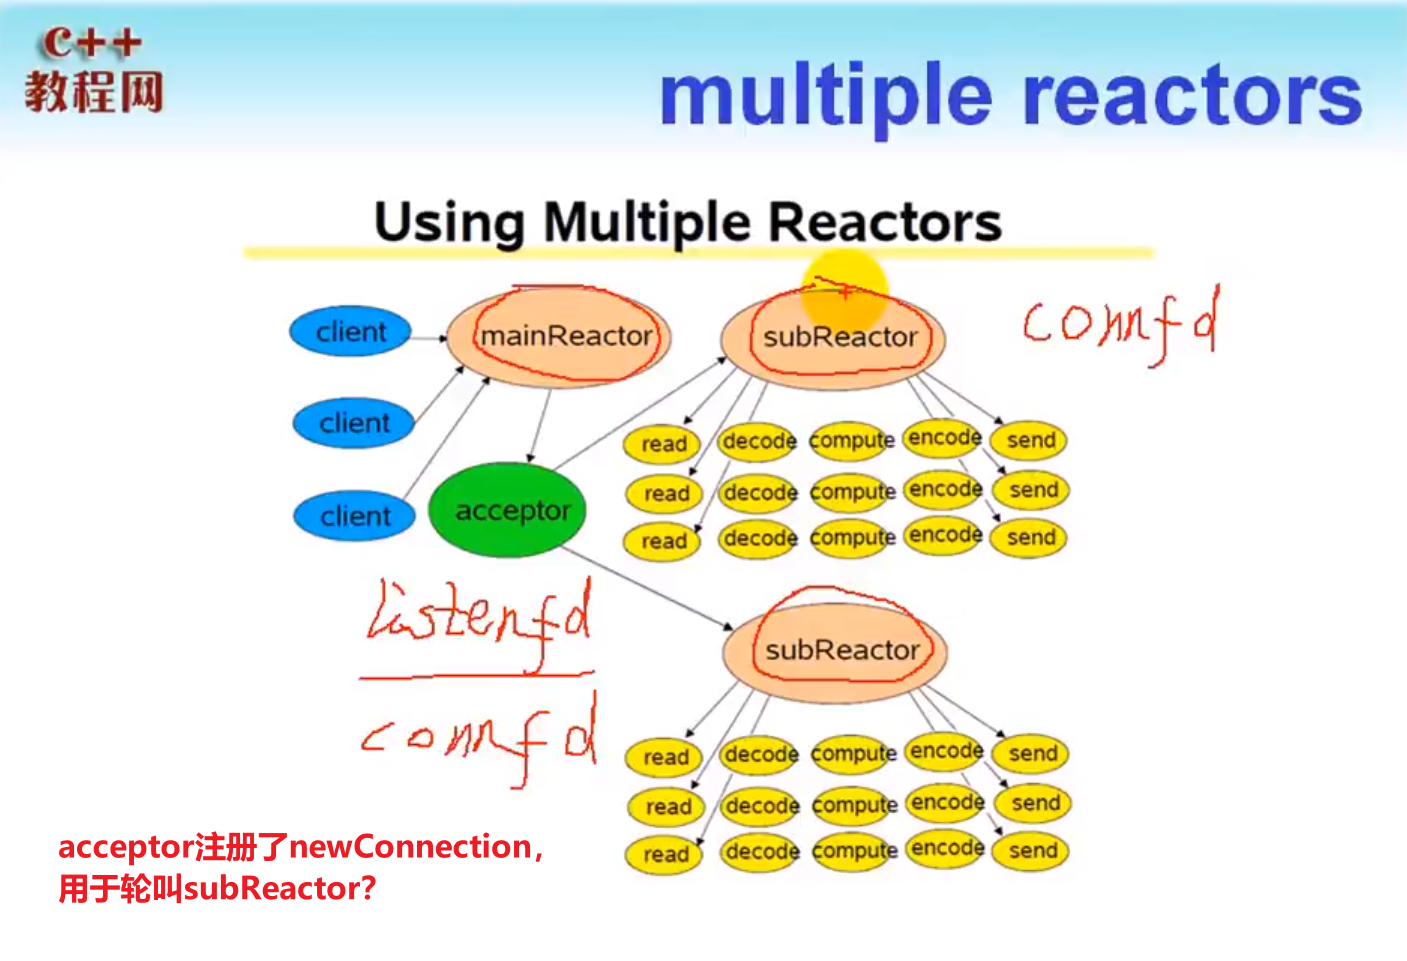 C++
教程网
multiple reactors
Using Multiple Reactors
client
mainReactor
subReactor
connfd
client
read decode compute encode send
acceptor
read decode compute encode send
client
read decode compute encode send
listenfd
connfd
subReactor
read decode compute encode send
read decode compute encode send
read decode compute encode send
acceptor注册了newConnection，
用于轮叫subReactor？